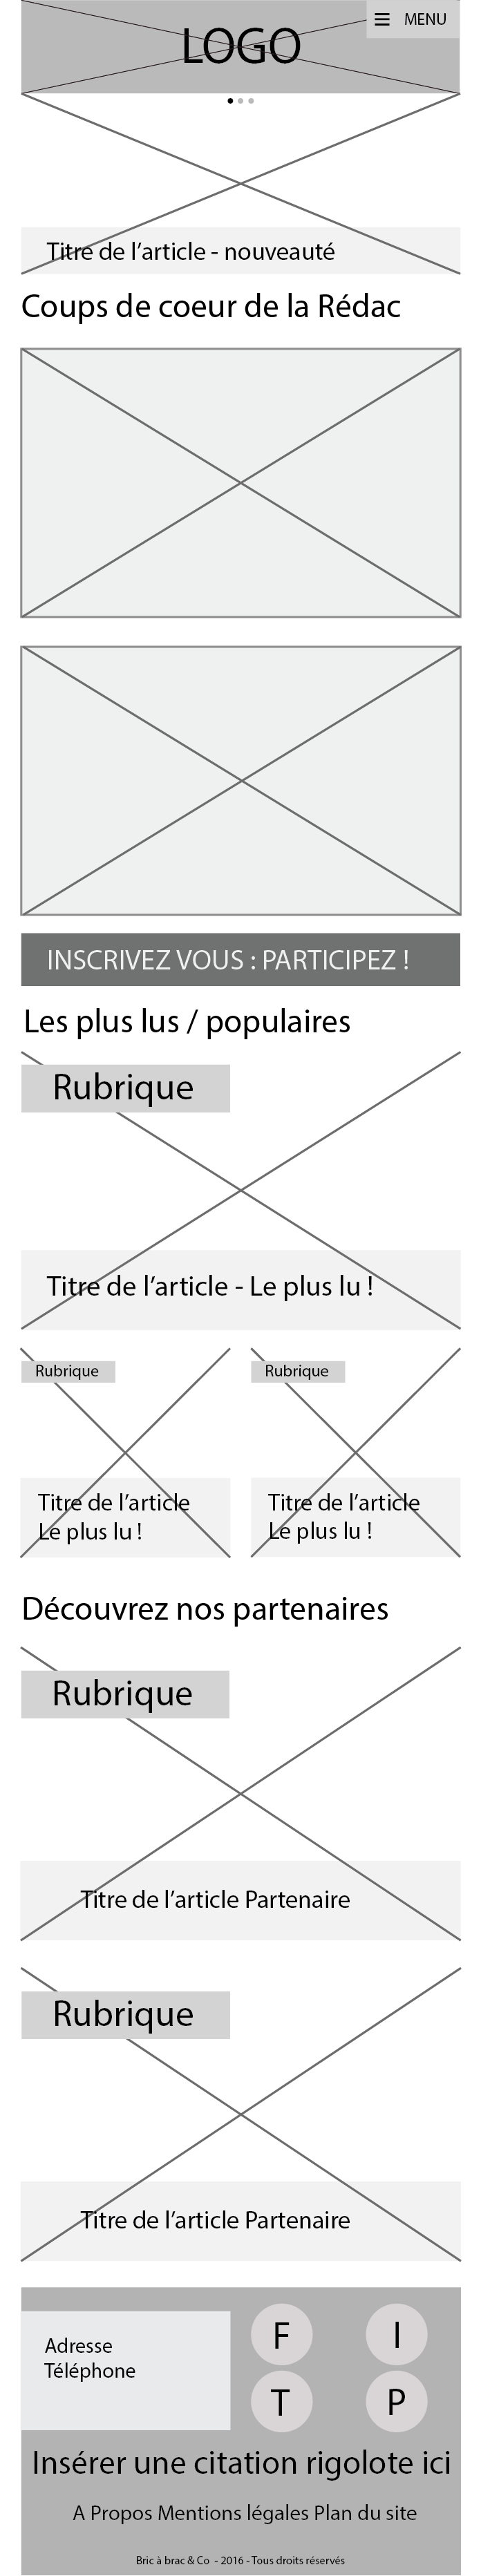 LOGO
MENU
Titre de l'article - nouveauté
Coups de coeur de la Rédac
INSCRIVEZ VOUS : PARTICIPEZ !
Les plus lus / populaires
Rubrique
Titre de l'article - Le plus lu !
Rubrique
Titre de l'article
Le plus lu !
Rubrique
Titre de l'article
Le plus lu !
Découvrez nos partenaires
Rubrique
Titre de l'article Partenaire
Rubrique
Titre de l'article Partenaire
Adresse
Téléphone
F
I
T
P
Insérer une citation rigolote ici
A Propos Mentions légales Plan du site
Bric à brac & Co - 2016 - Tous droits réservés